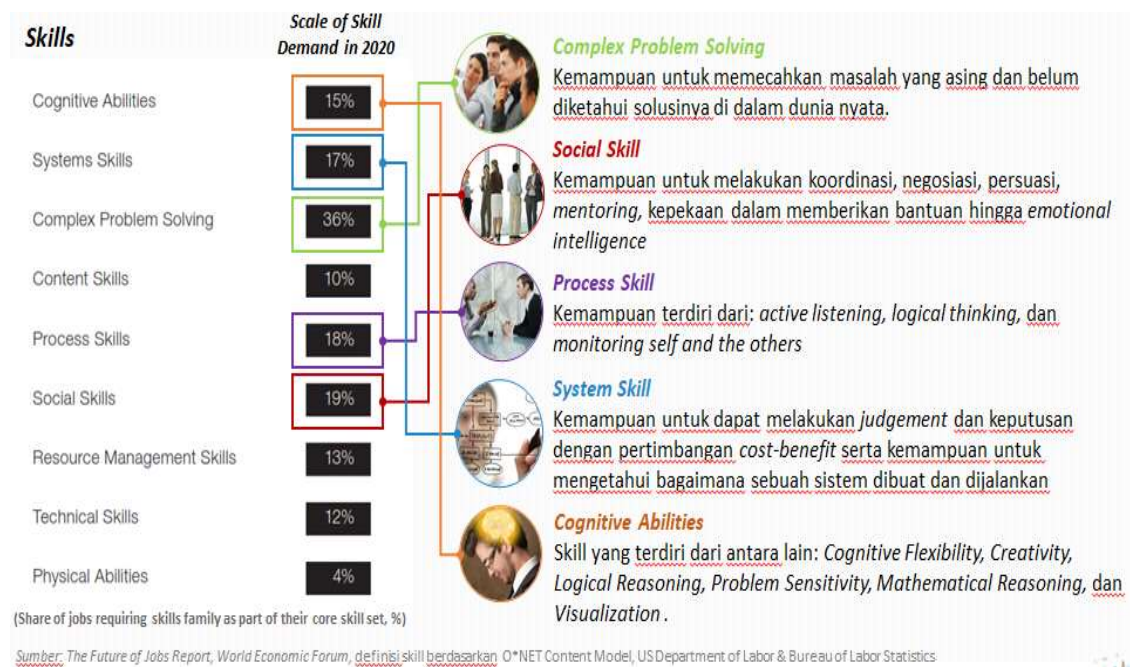 Skills
Scale of Skill
Demand in 2020
Cognitive Abilities 15%
Systems Skills 17%
Complex Problem Solving 36%
Content Skills 10%
Process Skills 18%
Social Skills 19%
Resource Management Skills 13%
Technical Skills 12%
Physical Abilities 4%
(Share of jobs requiring skills family as part of their core skill set, %)
Complex Problem Solving
Kemampuan untuk memecahkan masalah yang asing dan belum
diketahui solusinya di dalam dunia nyata.
Social Skill
Kemampuan untuk melakukan koordinasi, negosiasi, persuasi,
mentoring, kepekaan dalam memberikan bantuan hingga emotional
intelligence
Process Skill
Kemampuan terdiri dari: active listening, logical thinking, dan
monitoring self and the others
System Skill
Kemampuan untuk dapat melakukan judgement dan keputusan
dengan pertimbangan cost-benefit serta kemampuan untuk
mengetahui bagaimana sebuah sistem dibuat dan dijalankan
Cognitive Abilities
Skill yang terdiri dari antara lain: Cognitive Flexibility, Creativity,
Logical Reasoning, Problem Sensitivity, Mathematical Reasoning, dan
Visualization .
Sumber: The Future of Jobs Report, World Economic Forum, definisi skill berdasarkan O*NET Content Model, US Department of Labor & Bureau of Labor Statistics